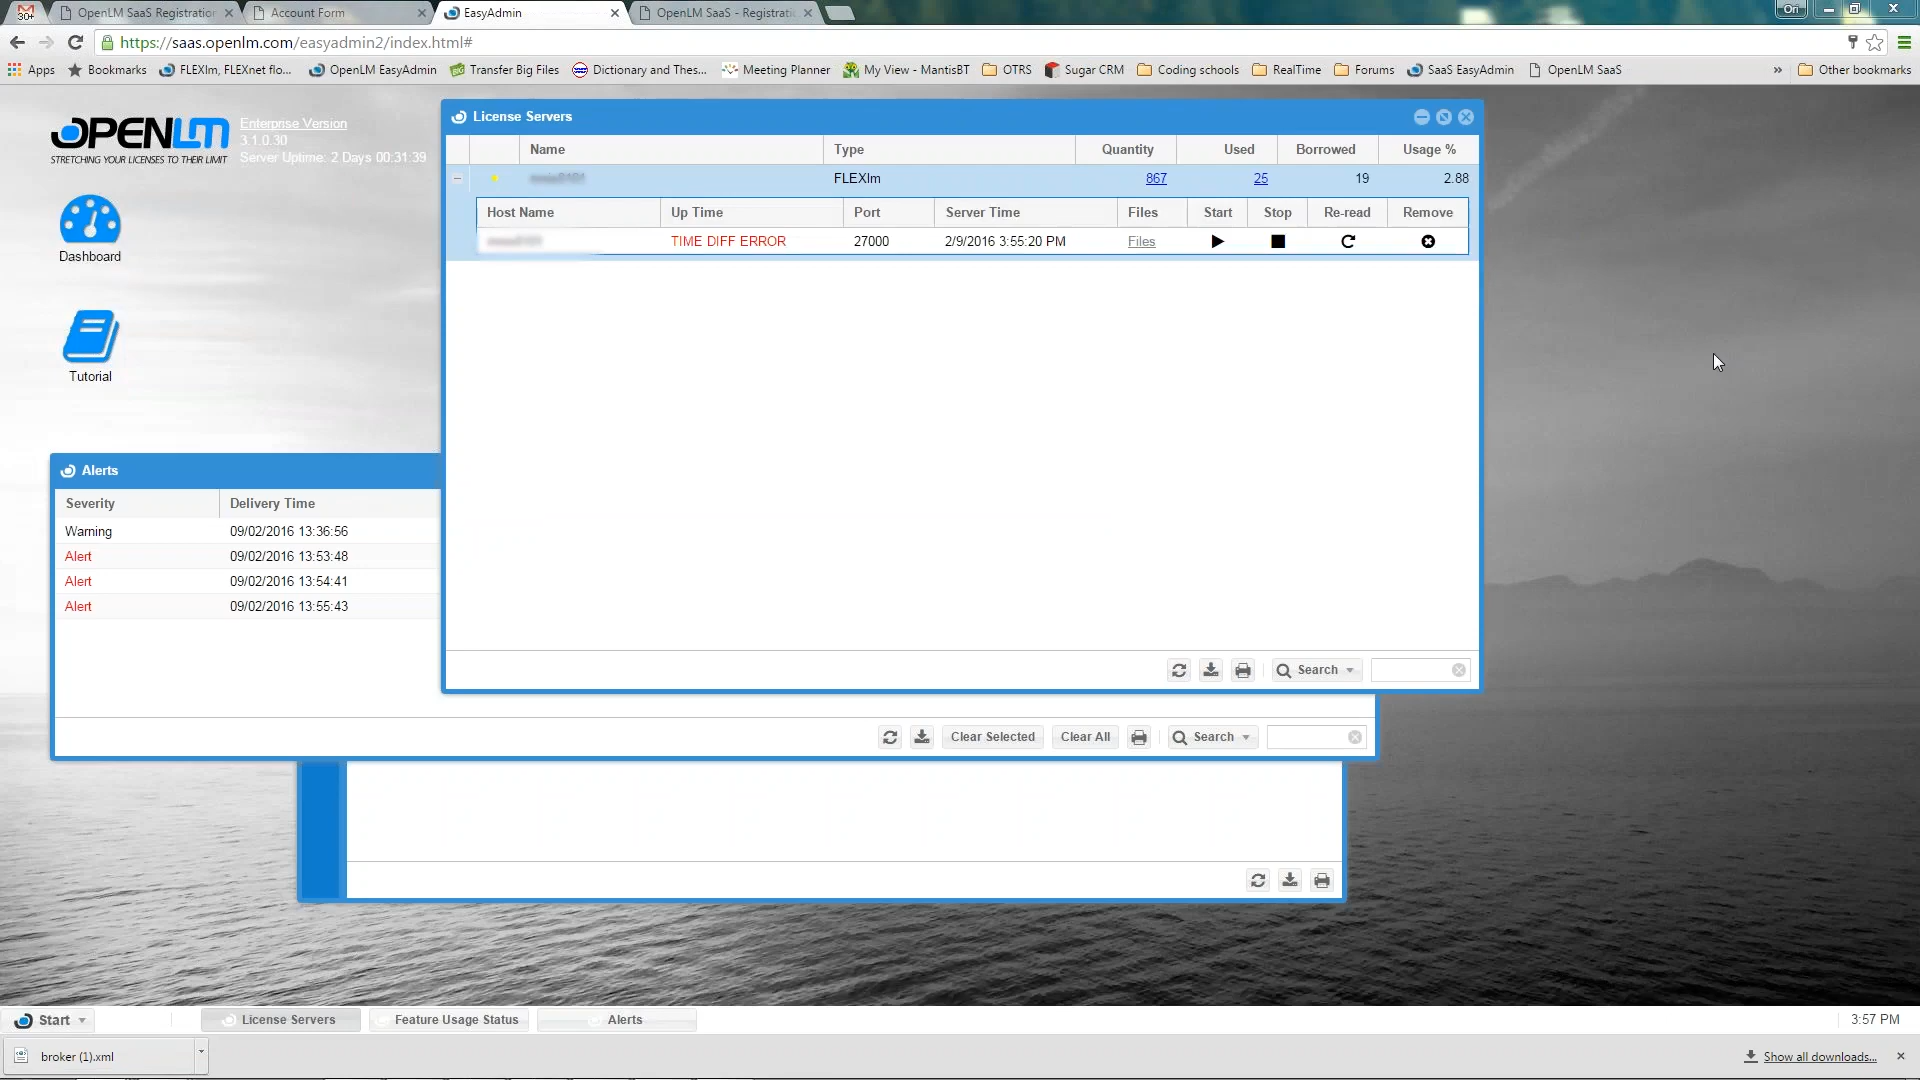 30+
OpenLM SaaS Registration
Account Form
EasyAdmin
OpenLM SaaS - Registrati
Ori
https://saas.openlm.com/easyadmin2/index.html#
Apps
Bookmarks
FLEXlm, FLEXnet flo...
OpenLM EasyAdmin
Transfer Big Files
Dictionary and Thes...
Meeting Planner
My View - MantisBT
OTRS
Sugar CRM
Coding schools
RealTime
Forums
SaaS EasyAdmin
OpenLM SaaS
»
Other bookmarks
OPENLM
STRETCHING YOUR LICENSES TO THEIR LIMIT
Enterprise Version
3.1.0.30
Server Uptime: 2 Days 00:31:39
Dashboard
Tutorial
License Servers
Name Type Quantity Used Borrowed Usage %
FLEXlm 867 25 19 2.88
Host Name Up Time Port Server Time Files Start Stop Re-read Remove
TIME DIFF ERROR 27000 2/9/2016 3:55:20 PM Files
Search
Alerts
Severity Delivery Time
Warning 09/02/2016 13:36:56
Alert 09/02/2016 13:53:48
Alert 09/02/2016 13:54:41
Alert 09/02/2016 13:55:43
Clear Selected Clear All Search
Start License Servers Feature Usage Status Alerts 3:57 PM
broker (1).xml Show all downloads...